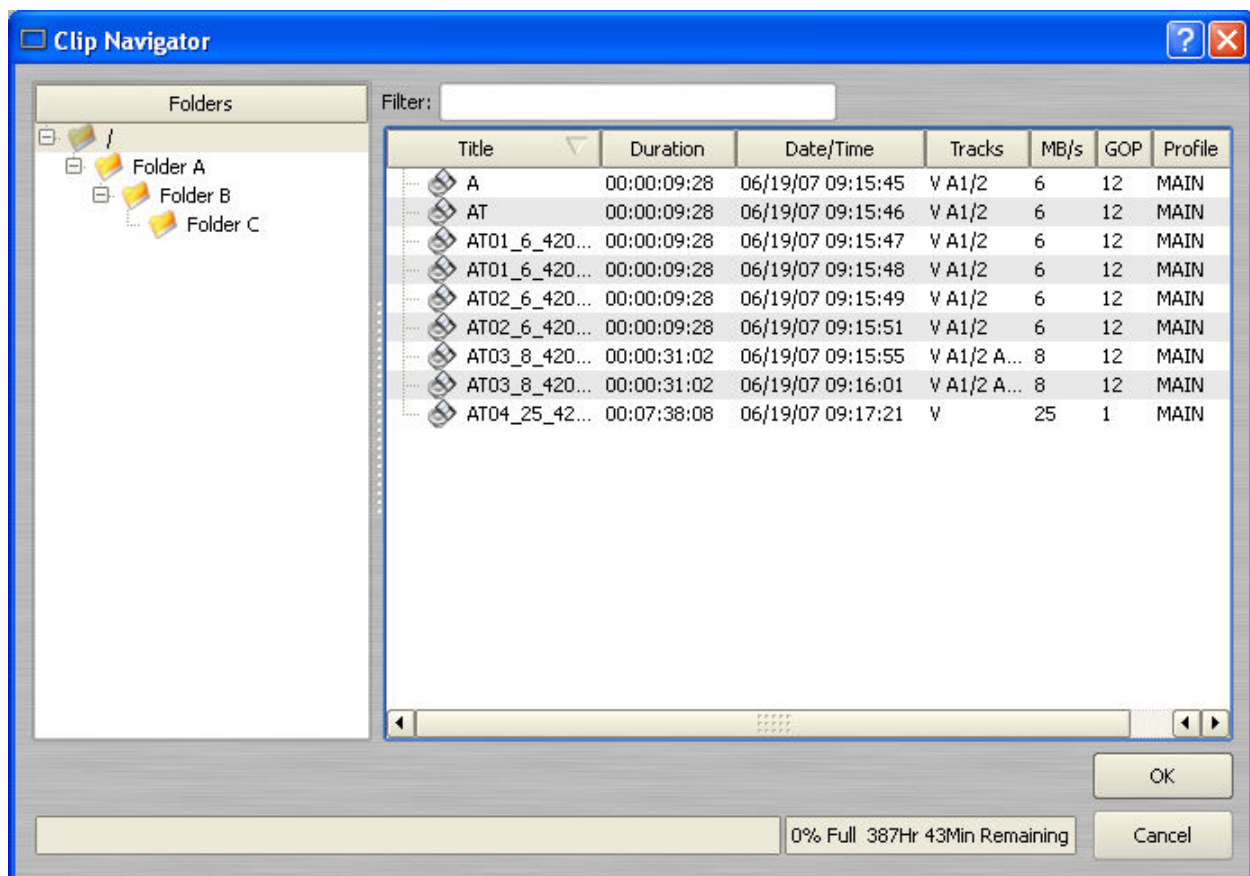 Clip Navigator
Folders
/
Folder A
Folder B
Folder C
Filter:
Title Duration Date/Time Tracks MB/s GOP Profile
A 00:00:09:28 06/19/07 09:15:45 V A1/2 6 12 MAIN
AT 00:00:09:28 06/19/07 09:15:46 V A1/2 6 12 MAIN
AT01_6_420... 00:00:09:28 06/19/07 09:15:47 V A1/2 6 12 MAIN
AT01_6_420... 00:00:09:28 06/19/07 09:15:48 V A1/2 6 12 MAIN
AT02_6_420... 00:00:09:28 06/19/07 09:15:49 V A1/2 6 12 MAIN
AT02_6_420... 00:00:09:28 06/19/07 09:15:51 V A1/2 6 12 MAIN
AT03_8_420... 00:00:31:02 06/19/07 09:15:55 V A1/2 A... 8 12 MAIN
AT03_8_420... 00:00:31:02 06/19/07 09:16:01 V A1/2 A... 8 12 MAIN
AT04_25_42... 00:07:38:08 06/19/07 09:17:21 V 25 1 MAIN
OK
0% Full 387Hr 43Min Remaining
Cancel